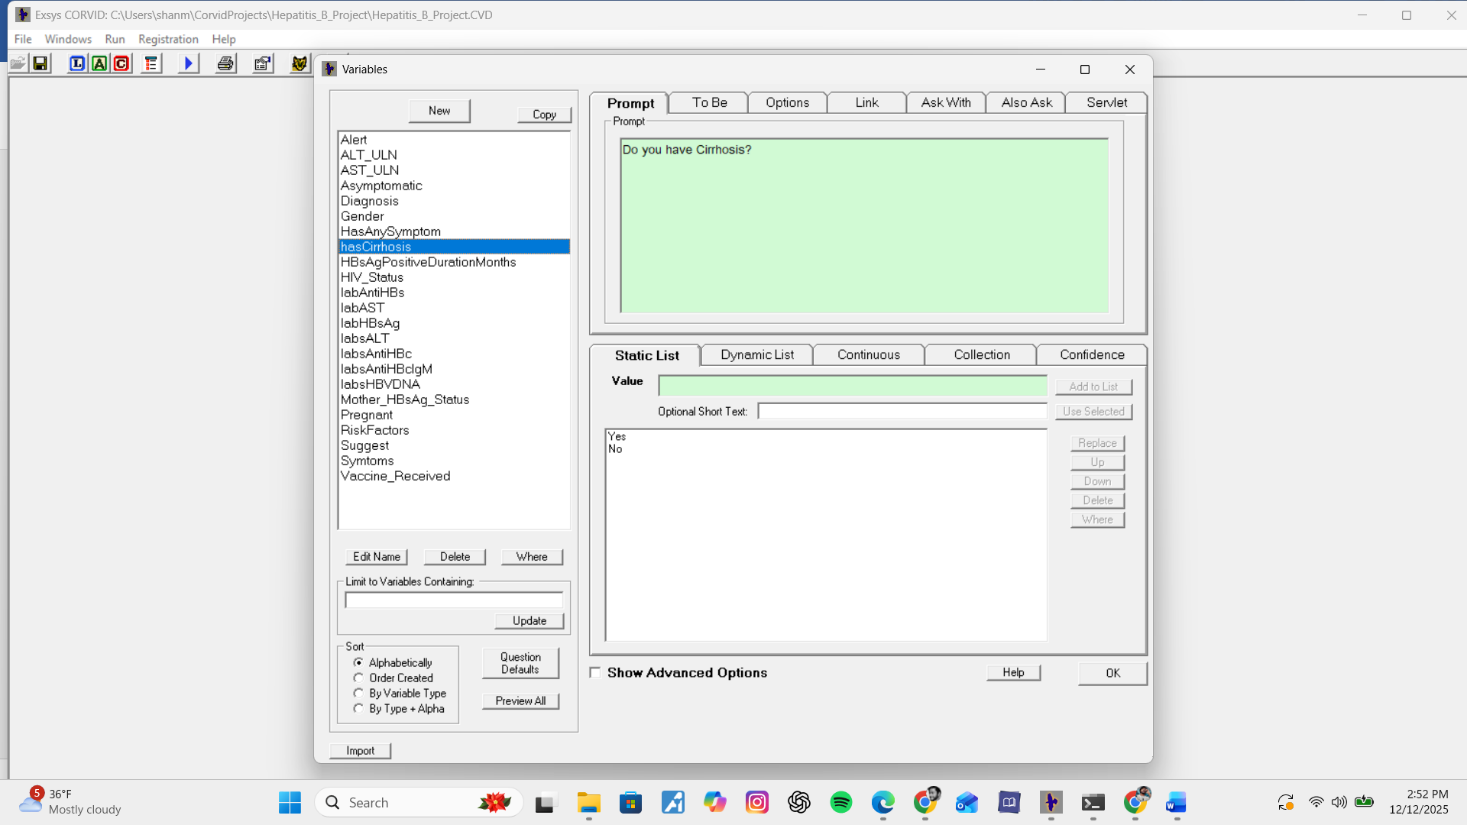 Exsys CORVID: C:\Users\shanm\CorvidProjects\Hepatitis_B_Project\Hepatitis_B_Project.CVD
File Windows Run Registration Help
L A C
Variables
New
Copy
Alert
ALT_ULN
AST_ULN
Asymptomatic
Diagnosis
Gender
HasAnySymptom
hasCirrhosis
HBsAgPositiveDurationMonths
HIV_Status
labAntiHBs
labAST
labHBsAg
labsALT
labsAntiHBc
labsAntiHBcIgM
labsHBVDNA
Mother_HBsAg_Status
Pregnant
RiskFactors
Suggest
Symtoms
Vaccine_Received
Edit Name Delete Where
Limit to Variables Containing:
Update
Sort
Alphabetically
Order Created
By Variable Type
By Type + Alpha
Question Defaults
Preview All
Import
Prompt To Be Options Link Ask With Also Ask Servlet
Prompt
Do you have Cirrhosis?
Static List Dynamic List Continuous Collection Confidence
Value
Add to List
Optional Short Text:
Use Selected
Yes
No
Replace
Up
Down
Delete
Where
Show Advanced Options
Help
OK
5
36°F
Mostly cloudy
Search
2:52 PM
12/12/2025